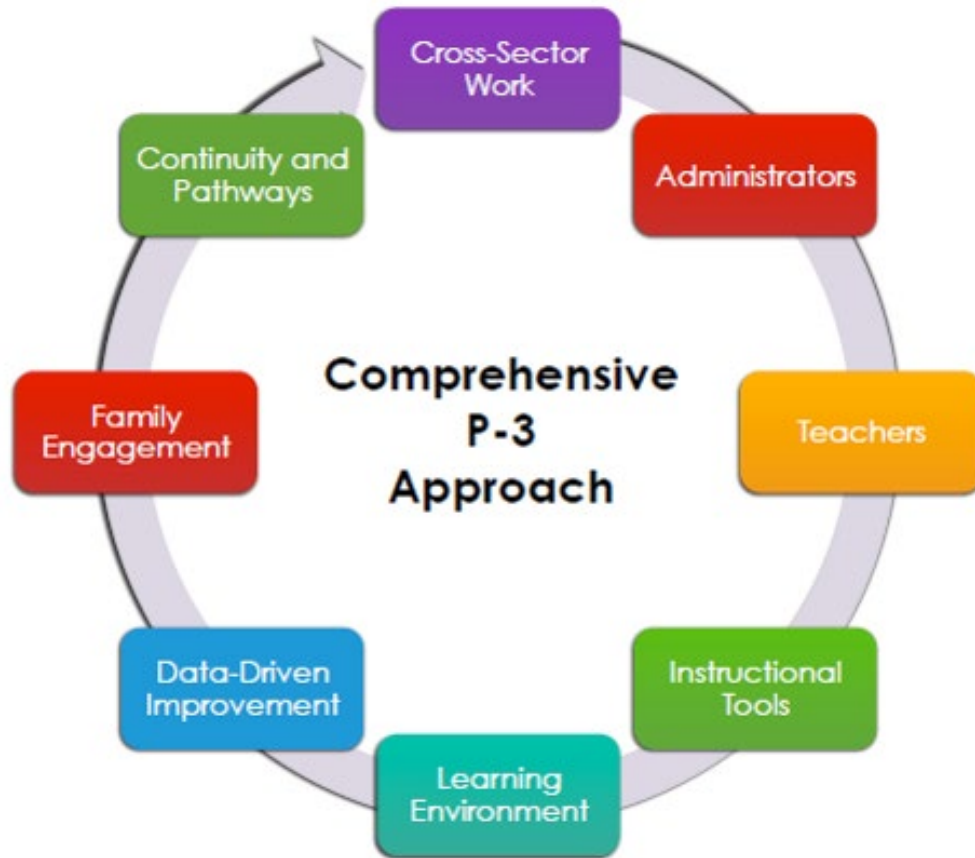 Cross-Sector
Work
Administrators
Teachers
Instructional
Tools
Learning
Environment
Data-Driven
Improvement
Family
Engagement
Continuity and
Pathways
Comprehensive
P-3
Approach